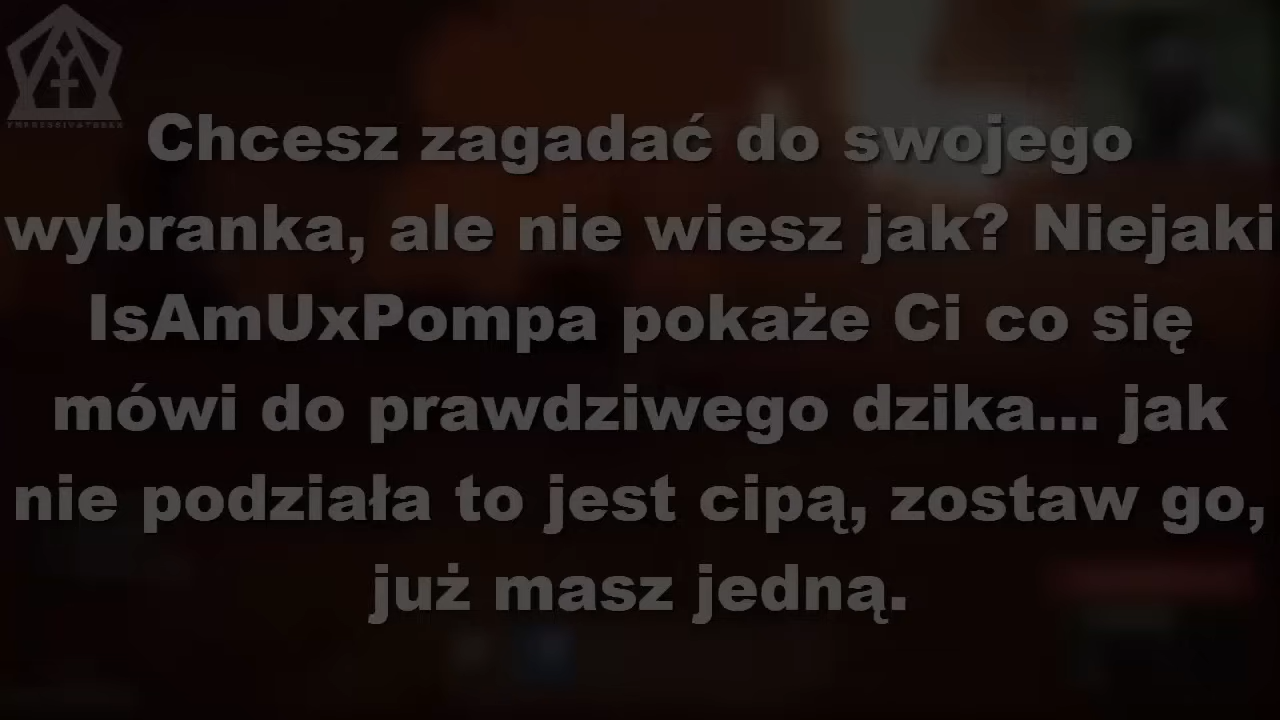 Chcesz zagadać do swojego
wybranka, ale nie wiesz jak? Niejaki
IsAmUxPompa pokaże Ci co się
mówi do prawdziwego dzika... jak
nie podziała to jest cipą, zostaw go,
już masz jedną.